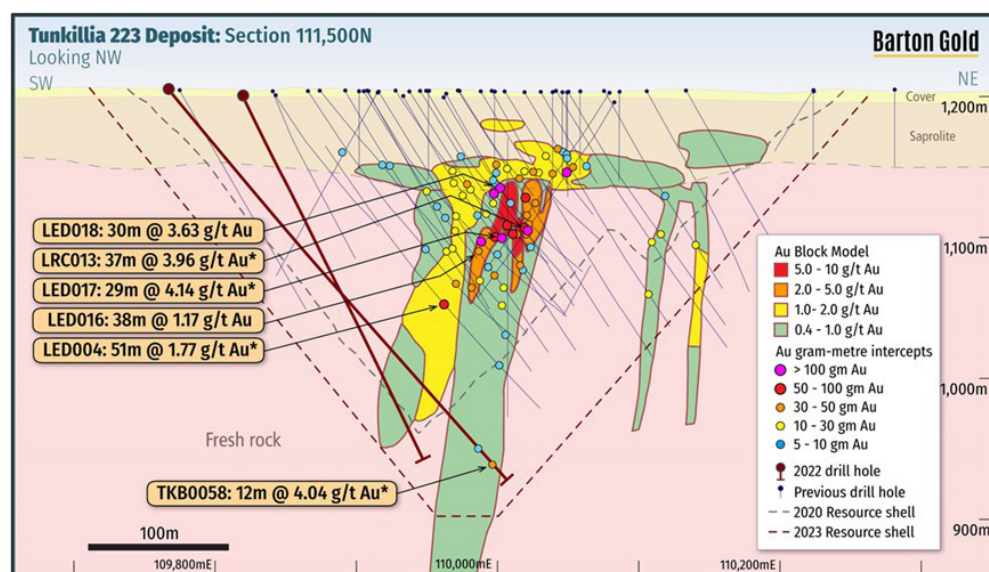 Tunkillia 223 Deposit: Section 111,500N
Looking NW
SW
Barton Gold
NE
Cover
1,200m
Saprolite
LED018: 30m @ 3.63 g/t Au
LRC013: 37m @ 3.96 g/t Au*
LED017: 29m @ 4.14 g/t Au*
LED016: 38m @ 1.17 g/t Au
LED004: 51m @ 1.77 g/t Au*
1,100m
Au Block Model
5.0 - 10 g/t Au
2.0 - 5.0 g/t Au
1.0- 2.0 g/t Au
0.4 - 1.0 g/t Au
Au gram-metre intercepts
> 100 gm Au
50 - 100 gm Au
30 - 50 gm Au
10 - 30 gm Au
5 - 10 gm Au
2022 drill hole
Previous drill hole
2020 Resource shell
2023 Resource shell
1,000m
Fresh rock
TKB0058: 12m @ 4.04 g/t Au*
900m
100m
109,800mE
110,000mE
110,200mE